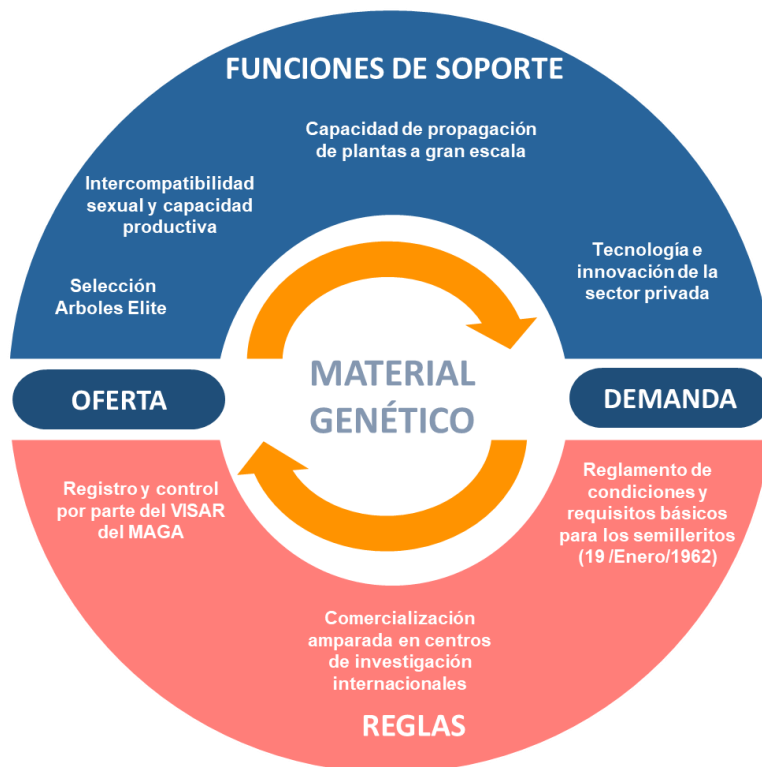 FUNCIONES DE SOPORTE
Capacidad de propagación
de plantas a gran escala
Intercompatibilidad
sexual y capacidad
productiva
Selección
Arboles Elite
Tecnología e
innovación de la
sector privada
MATERIAL
GENÉTICO
OFERTA
DEMANDA
Registro y control
por parte del VISAR
del MAGA
Reglamento de
condiciones y
requisitos básicos
para los semilleritos
(19 /Enero/1962)
Comercialización
amparada en centros
de investigación
internacionales
REGLAS